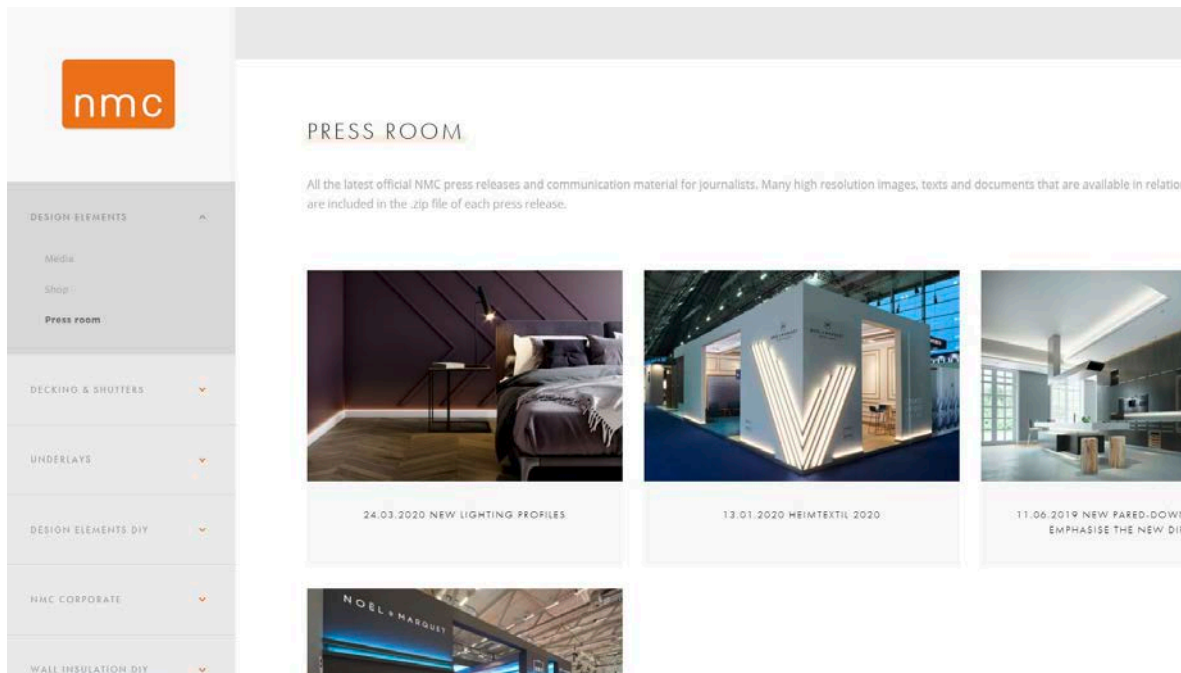 nmc
DESIGN ELEMENTS
Media
Shop
Press room
DECKING & SHUTTERS
UNDERLAYS
DESIGN ELEMENTS DIY
NMC CORPORATE
WALL INSULATION DIY
PRESS ROOM
All the latest official NMC press releases and communication material for journalists. Many high resolution images, texts and documents that are available in relatio
are included in the .zip file of each press release.
24.03.2020 NEW LIGHTING PROFILES
13.01.2020 HEIMTEXTIL 2020
11.06.2019 NEW PARED-DOW
EMPHASISE THE NEW DI
NOËL & MARQUET